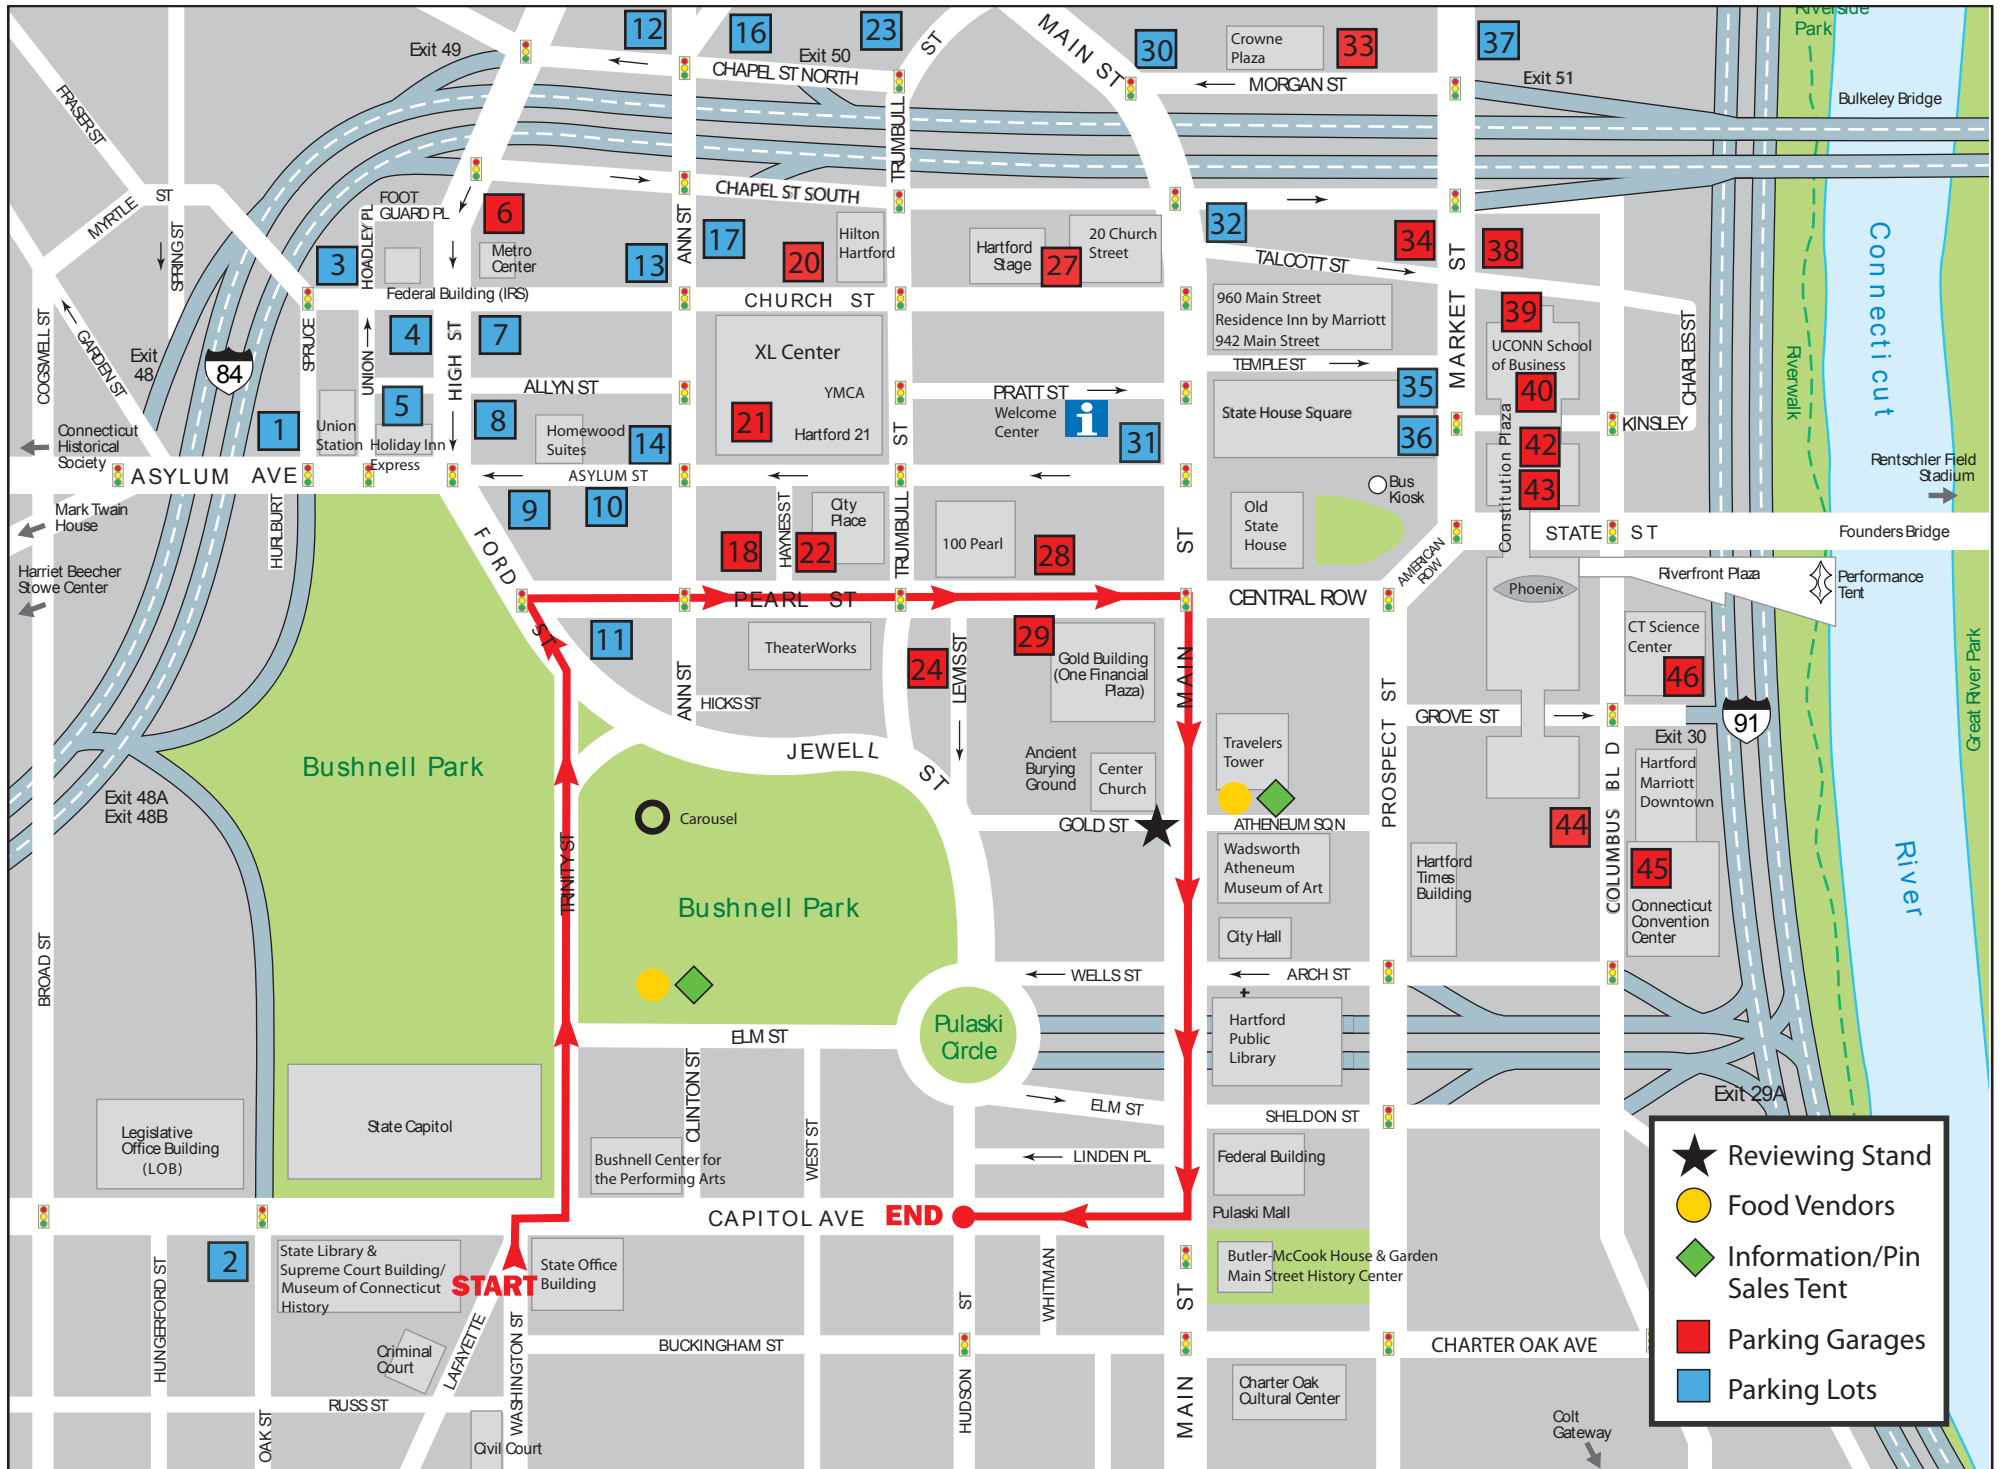 Riverside
Park
12
16
23
MAIN ST
30
Crowne
Plaza
33
37
Exit 49
Exit 50
ST
CHAPEL ST NORTH
MORGAN ST
Exit 51
Bulkeley Bridge
FRASER ST
TRUMBULL
CHAPEL ST SOUTH
MYRTLE
ST
SPRING ST
FOOT
GUARD PL
HOADLEY PL
6
Metro
Center
3
Federal Building (IRS)
13
ANN ST
17
20
Hilton
Hartford
Hartford
Stage
27
20 Church
Street
32
34
38
TALCOTT ST
MARKET ST
Connecticut
River
CHURCH ST
960 Main Street
Residence Inn by Marriott
942 Main Street
39
UCONN School
of Business
CHARLES ST
COGSWELL ST
GARDEN ST
Exit
48
84
SPRUCE
UNION
4
HIGH ST
7
XL Center
YMCA
Hartford 21
21
ALLYN ST
PRATT ST
Welcome
Center
i
31
TEMPLE ST
State House Square
35
36
40
Constitution Plaza
42
43
KINSLEY
Riverwalk
Connecticut
Historical
Society
1
Union
Station
5
Holiday Inn
Express
8
Homewood
Suites
14
ASYLUM AVE
ASYLUM ST
Bus
Kiosk
Rentschler Field
Stadium
Mark Twain
House
HURLBURT
9
10
FORD
ST
18
HAYNES ST
22
City
Place
TRUMBULL ST
100 Pearl
28
ST
Old
State
House
AMERICAN
ROW
STATE ST
Founders Bridge
Harriet Beecher
Stowe Center
PEARL ST
CENTRAL ROW
Phoenix
Riverfront Plaza
Performance
Tent
11
TheaterWorks
ANN ST
HICKS ST
24
LEWIS ST
29
Gold Building
(One Financial
Plaza)
MAIN
PROSPECT ST
CT Science
Center
46
GROVE ST
91
Exit 30
Great River Park
Bushnell Park
JEWELL
ST
Ancient
Burying
Ground
Center
Church
Travelers
Tower
Hartford
Marriott
Downtown
Exit 48A
Exit 48B
Carousel
GOLD ST
ATHENEUM SQ N
44
COLUMBUS BL D
TRINITY ST
Wadsworth
Atheneum
Museum of Art
Hartford
Times
Building
45
Connecticut
Convention
Center
Bushnell Park
City Hall
BROAD ST
WELLS ST
ARCH ST
ELM ST
Pulaski
Circle
Hartford
Public
Library
Exit 29A
CLINTON ST
WEST ST
ELM ST
SHELDON ST
Legislative
Office Building
(LOB)
State Capitol
Bushnell Center for
the Performing Arts
LINDEN PL
Federal Building
CAPITOL AVE
END
Pulaski Mall
2
State Library &
Supreme Court Building/
Museum of Connecticut
History
START
State Office
Building
WHITMAN
Butler-McCook House & Garden
Main Street History Center
HUNGERFORD ST
OAK ST
Criminal
Court
LAFAYETTE
WASHINGTON ST
BUCKINGHAM ST
HUDSON ST
MAIN ST
CHARTER OAK AVE
RUSS ST
Civil Court
Charter Oak
Cultural Center
Colt
Gateway
Reviewing Stand
Food Vendors
Information/Pin
Sales Tent
Parking Garages
Parking Lots